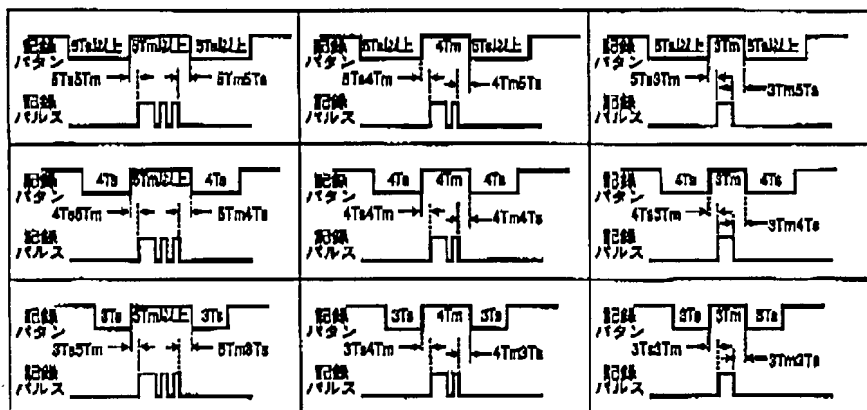 記録 5Ts以上 5Tm以上 5Ts以上
パタン
5Ts5Tm 5Tm5Ts
記録
パルス
記録 5Ts以上 4Tm 5Ts以上
パタン
5Ts4Tm 4Tm5Ts
記録
パルス
記録 5Ts以上 3Tm 5Ts以上
パタン
5Ts3Tm 3Tm5Ts
記録
パルス
記録 4Ts 5Tm以上 4Ts
パタン
4Ts5Tm 5Tm4Ts
記録
パルス
記録 4Ts 4Tm 4Ts
パタン
4Ts4Tm 4Tm4Ts
記録
パルス
記録 4Ts 3Tm 4Ts
パタン
4Ts3Tm 3Tm4Ts
記録
パルス
記録 3Ts 5Tm以上 3Ts
パタン
3Ts5Tm 5Tm3Ts
記録
パルス
記録 3Ts 4Tm 3Ts
パタン
3Ts4Tm 4Tm3Ts
記録
パルス
記録 3Ts 3Tm 3Ts
パタン
3Ts3Tm 3Tm3Ts
記録
パルス